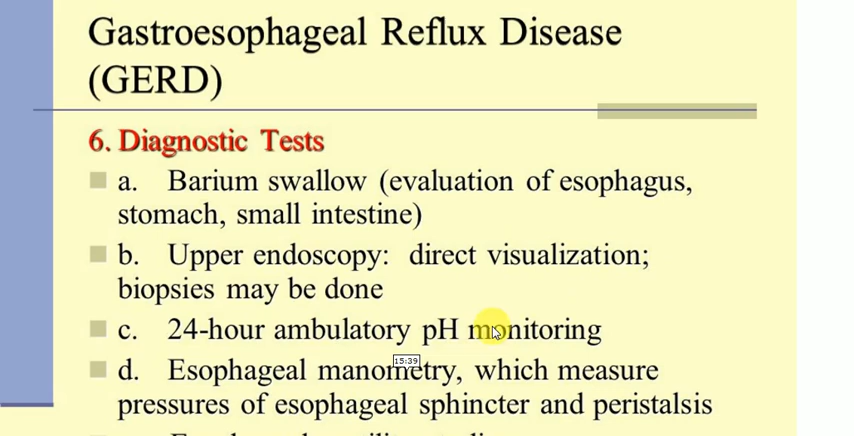 Gastroesophageal Reflux Disease
(GERD)
6. Diagnostic Tests
a. Barium swallow (evaluation of esophagus,
stomach, small intestine)
b. Upper endoscopy: direct visualization;
biopsies may be done
c. 24-hour ambulatory pH monitoring
15:39
d. Esophageal manometry, which measure
pressures of esophageal sphincter and peristalsis